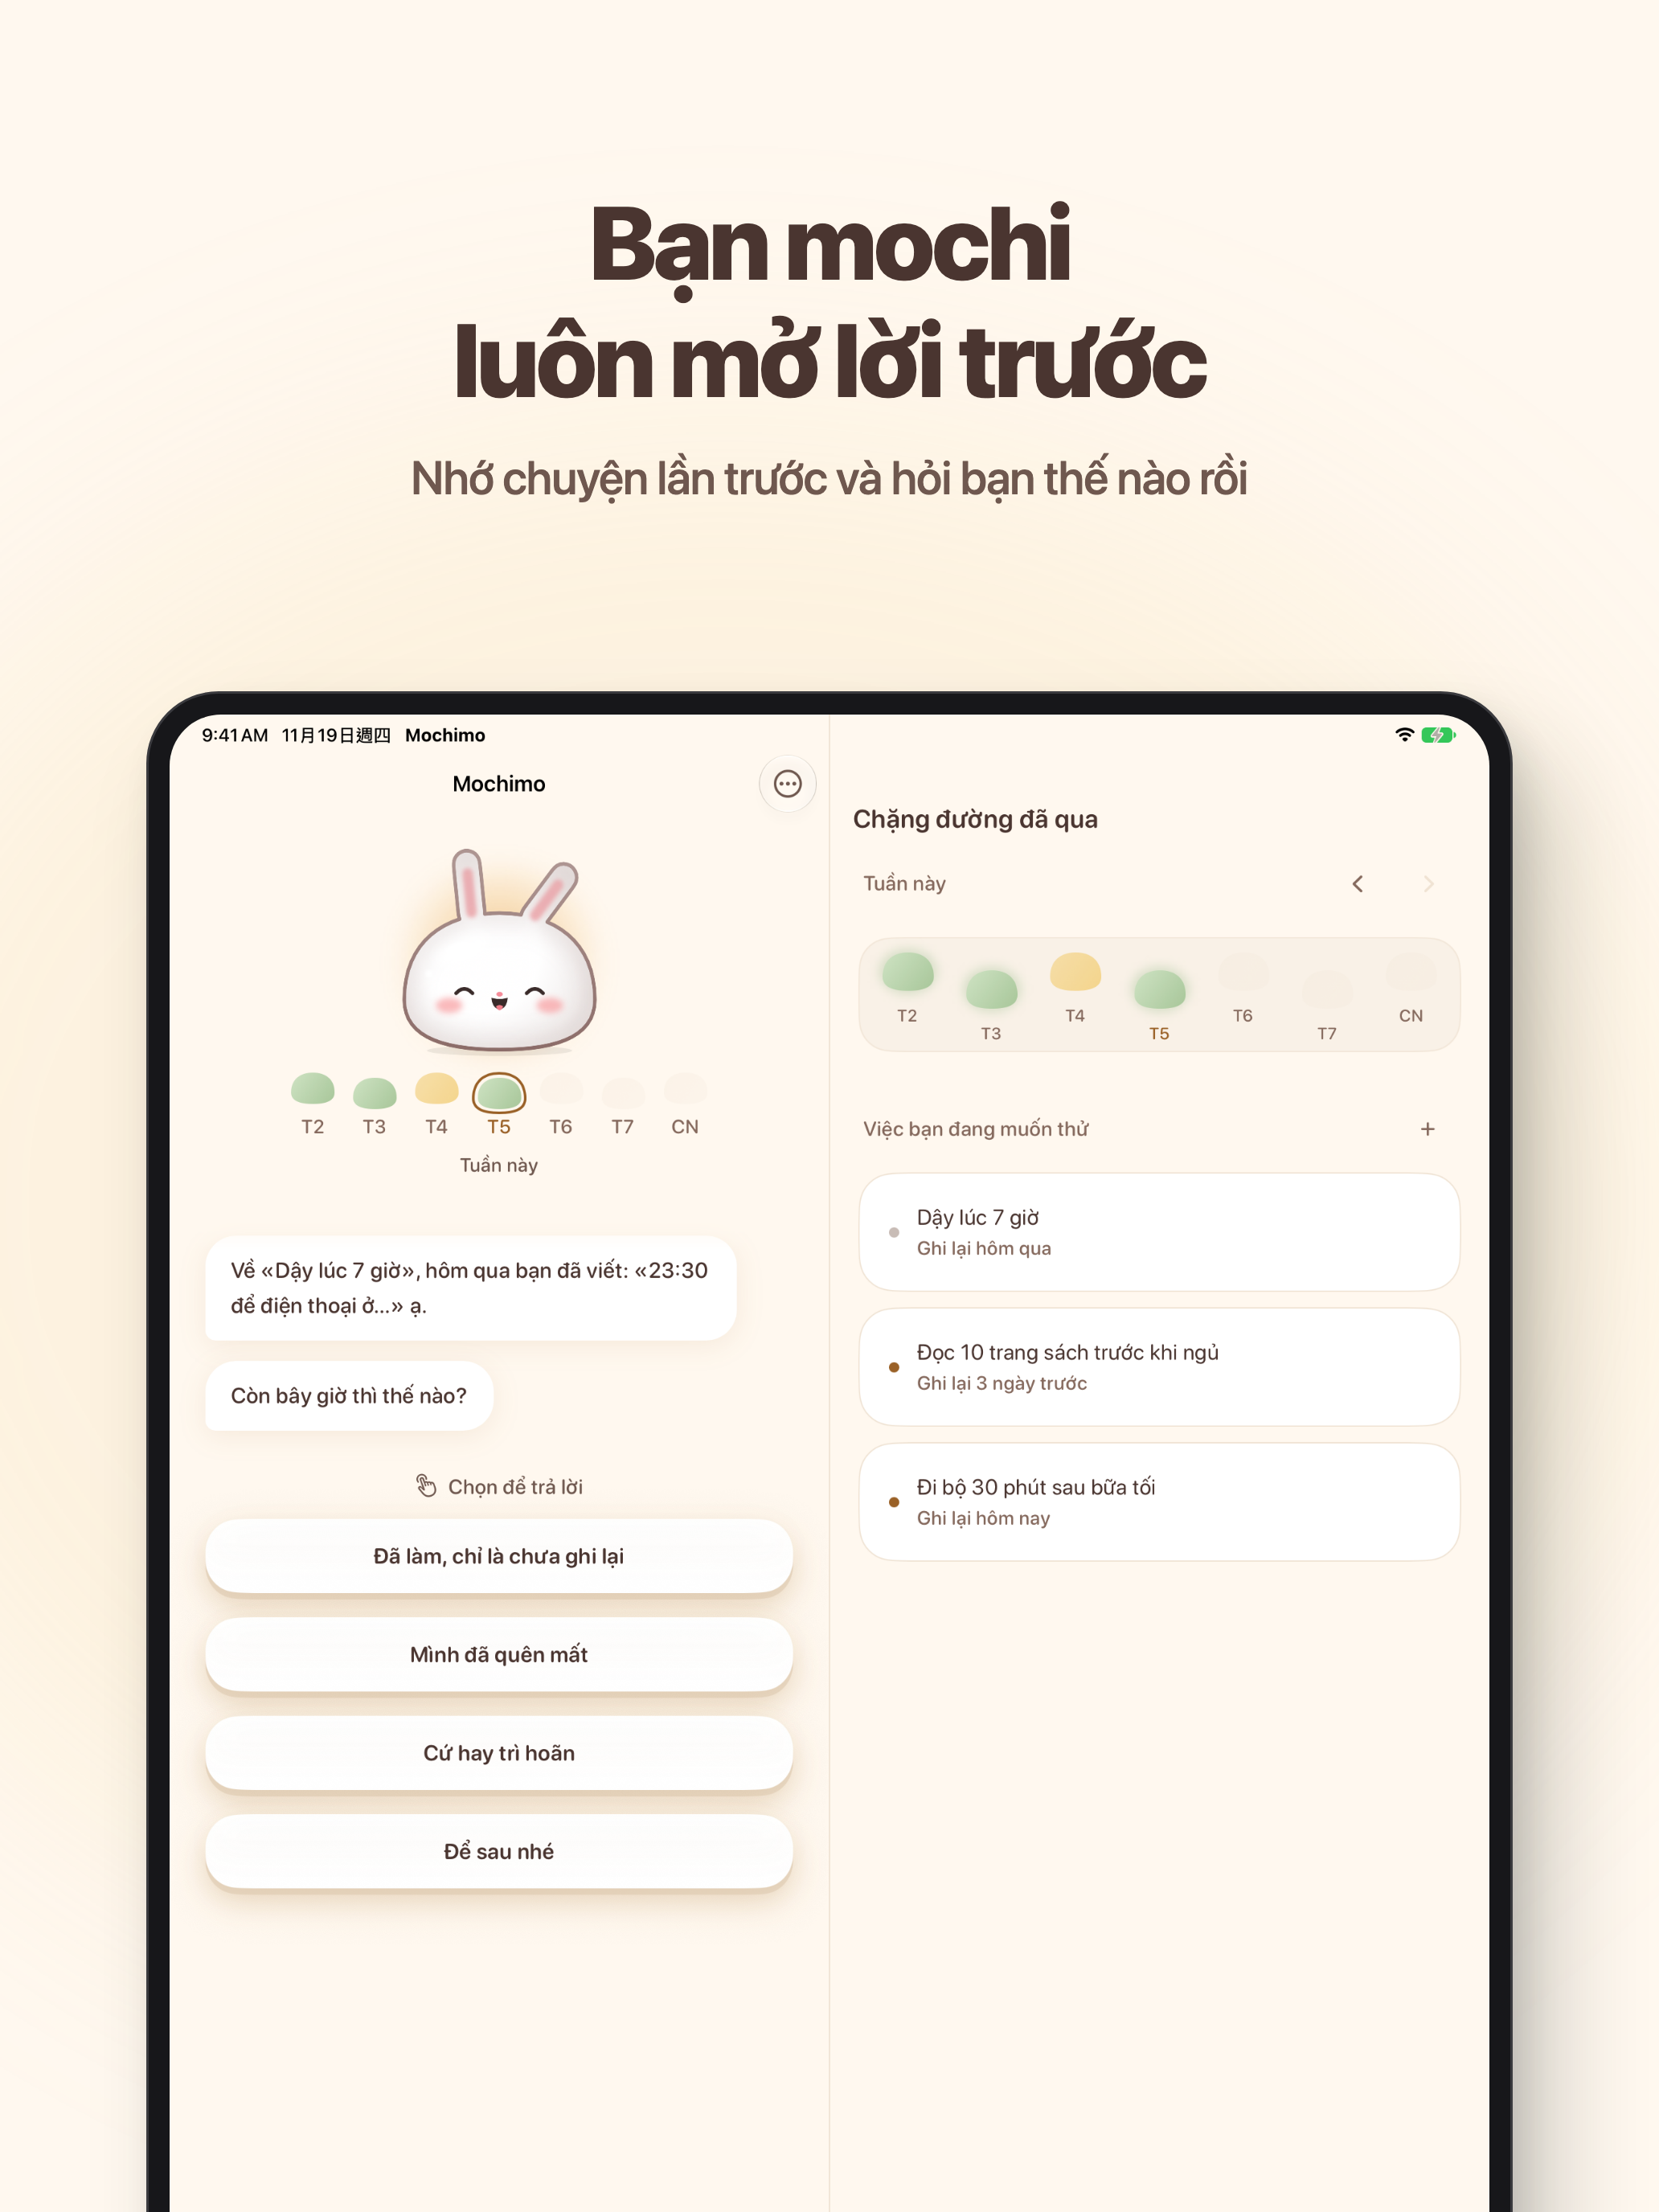 Bạn mochi
luôn mở lời trước
Nhớ chuyện lần trước và hỏi bạn thế nào rồi
9:41 AM 11月19日週四 Mochimo
Mochimo
T2 T3 T4 T5 T6 T7 CN
Tuần này
Về «Dậy lúc 7 giờ», hôm qua bạn đã viết: «23:30
để điện thoại ở...» ạ.
Còn bây giờ thì thế nào?
Chọn để trả lời
Đã làm, chỉ là chưa ghi lại
Mình đã quên mất
Cứ hay trì hoãn
Để sau nhé
Chặng đường đã qua
Tuần này
T2 T3 T4 T5 T6 T7 CN
Việc bạn đang muốn thử
Dậy lúc 7 giờ
Ghi lại hôm qua
Đọc 10 trang sách trước khi ngủ
Ghi lại 3 ngày trước
Đi bộ 30 phút sau bữa tối
Ghi lại hôm nay